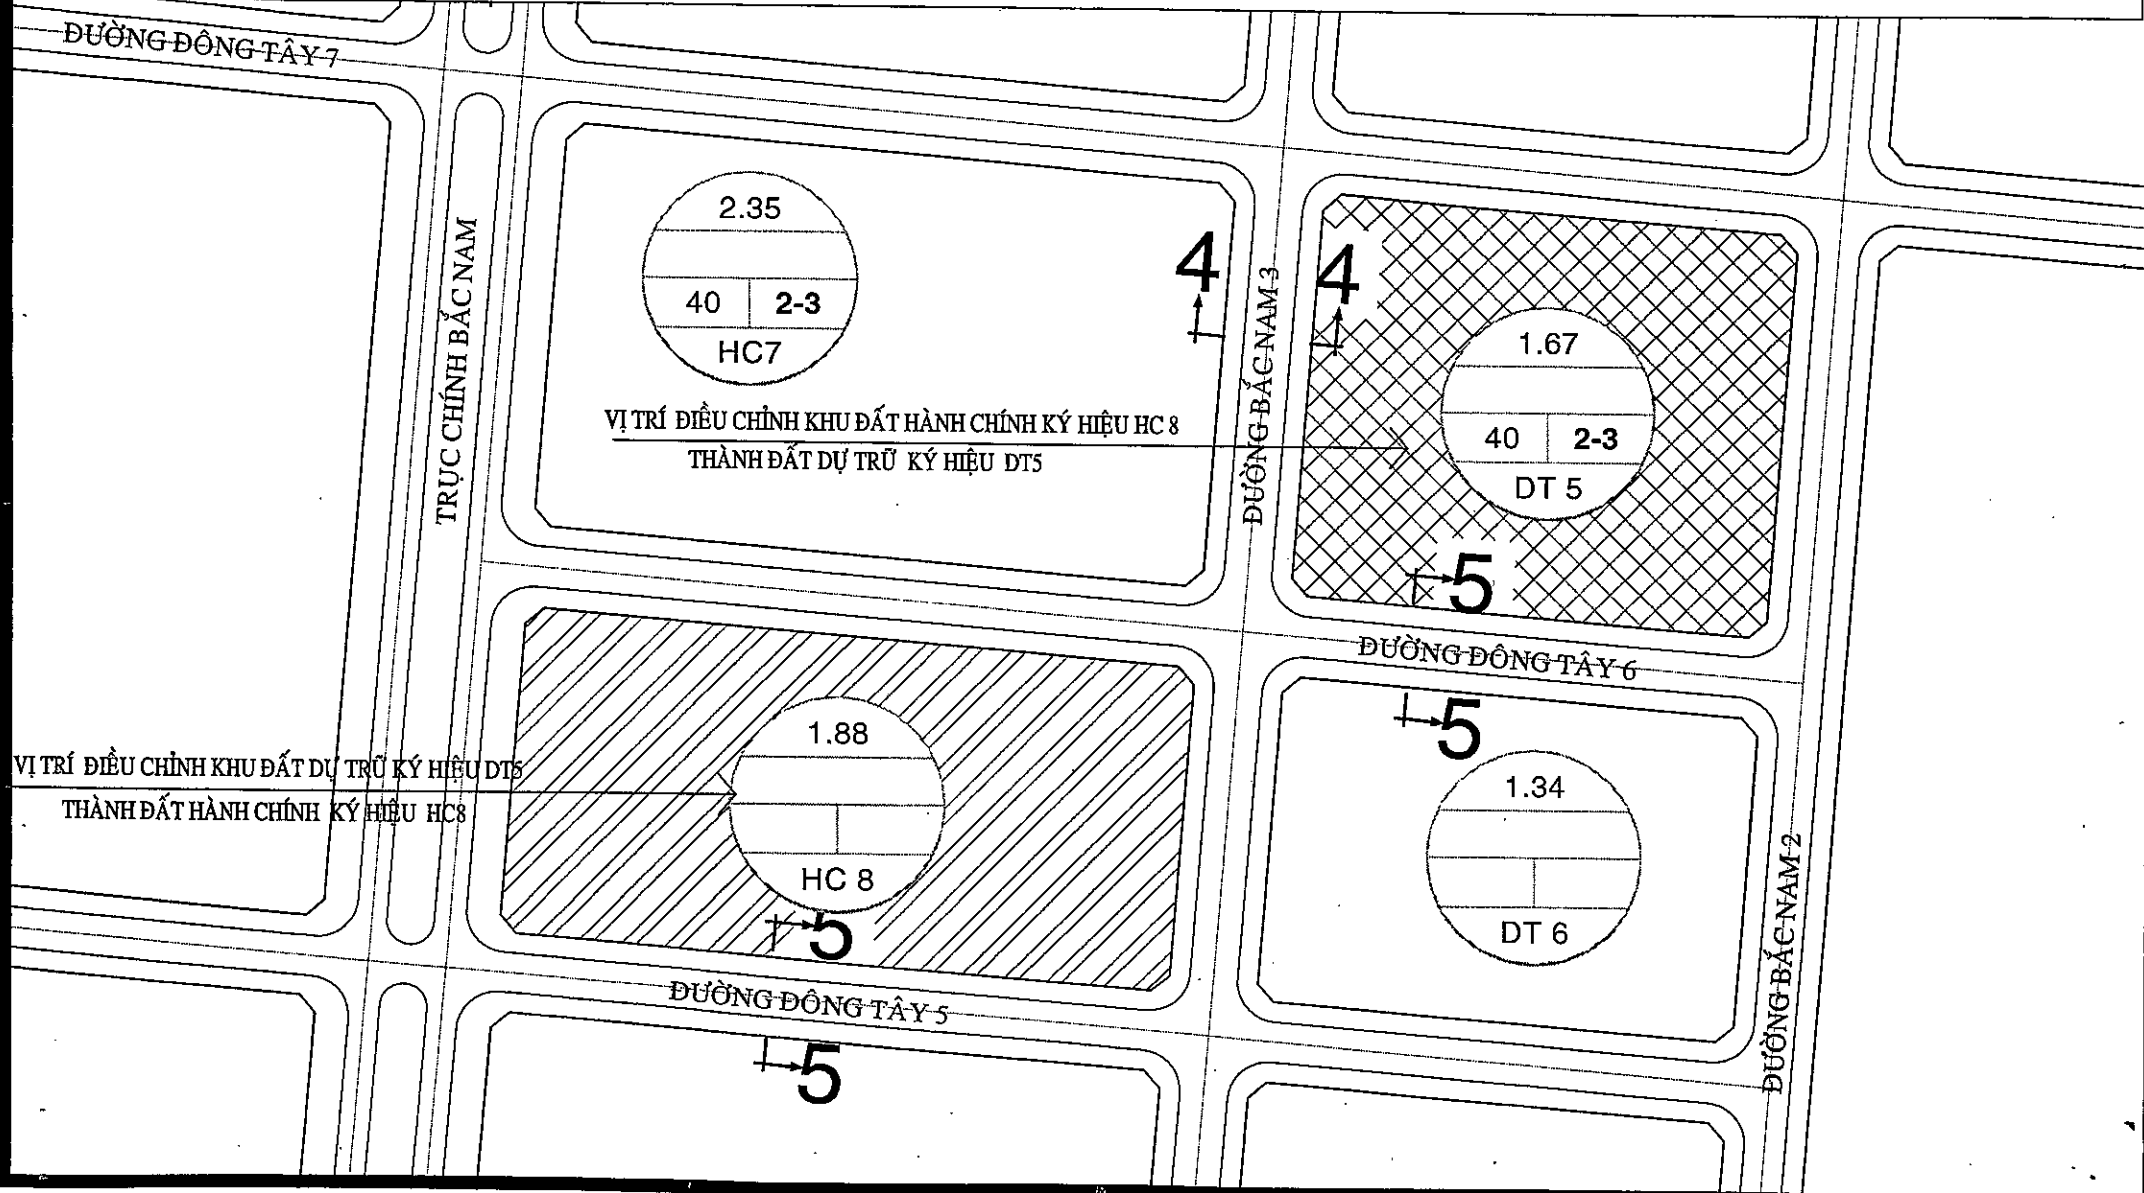 ĐƯỜNG ĐÔNG TÂY 7
TRỤC CHÍNH BẮC NAM
2.35
40 2-3
HC7
4
ĐƯỜNG BẮC NAM 3
4
1.67
40 2-3
DT 5
VỊ TRÍ ĐIỀU CHỈNH KHU ĐẤT HÀNH CHÍNH KÝ HIỆU HC 8
THÀNH ĐẤT DỰ TRỮ KÝ HIỆU DT5
5
ĐƯỜNG ĐÔNG TÂY 6
5
1.88
HC 8
VỊ TRÍ ĐIỀU CHỈNH KHU ĐẤT DỰ TRỮ KÝ HIỆU DT5
THÀNH ĐẤT HÀNH CHÍNH KÝ HIỆU HC8
1.34
DT 6
ĐƯỜNG BẮC NAM 2
5
ĐƯỜNG ĐÔNG TÂY 5
5